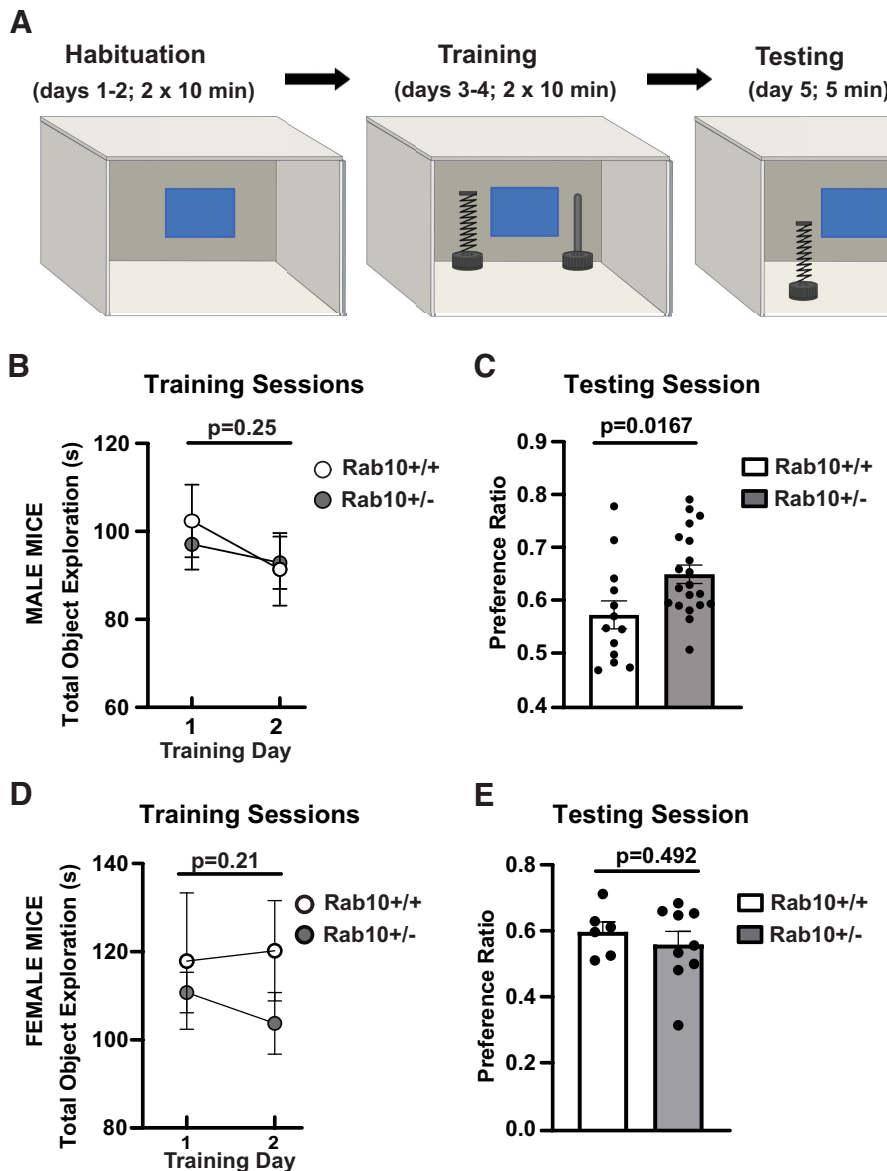 A
Habituation
(days 1-2; 2 x 10 min)
Training
(days 3-4; 2 x 10 min)
Testing
(day 5; 5 min)
B
Training Sessions
p=0.25
MALE MICE
Total Object Exploration (s)
120
100
80
60
1
2
Training Day
Rab10+/+
Rab10+/-
C
Testing Session
p=0.0167
Preference Ratio
0.9
0.8
0.7
0.6
0.5
0.4
Rab10+/+
Rab10+/-
D
Training Sessions
p=0.21
FEMALE MICE
Total Object Exploration (s)
140
120
100
80
1
2
Training Day
Rab10+/+
Rab10+/-
E
Testing Session
p=0.492
Preference Ratio
0.8
0.6
0.4
0.2
0.0
Rab10+/+
Rab10+/-